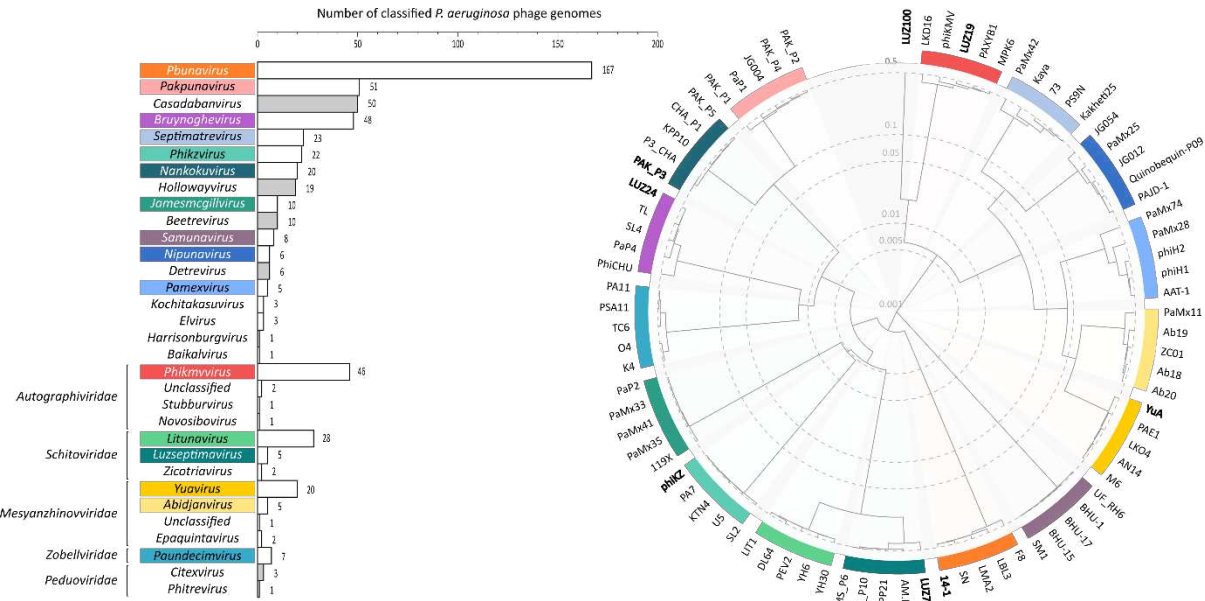 Number of classified P. aeruginosa phage genomes
0
50
100
150
200
Pbunavirus 167
Pakpunavirus 51
Casadabanvirus 50
Bruynoghevirus 48
Septimatrevirus 23
Phikzvirus 22
Nankokuvirus 20
Hollowayvirus 19
Jamesmcgillvirus 10
Beetrevirus 10
Samunavirus 8
Nipunavirus 6
Detrevirus 6
Pamexvirus 5
Kochitakasuvirus 3
Elvirus 3
Harrisonburgvirus 1
Baikalvirus 1
Autographiviridae
Phikmvvirus 46
Unclassified 2
Stubburvirus 1
Novosibovirus 1
Schitoviridae
Litunavirus 28
Luzseptimavirus 5
Zicotriavirus 2
Mesyanzhinovviridae
Yuavirus 20
Abidjanvirus 5
Unclassified 1
Epaquintavirus 2
Zobellviridae
Paundecimvirus 7
Peduoviridae
Citexvirus 3
Phitrevirus 1
0.5
0.1
0.05
0.01
0.005
0.001
LUZ100
LKD16
phiKMV
LUZ19
PAXYB1
MPK6
PaMx42
Kaya
73
PS9N
Kakheti25
JG054
PaMx25
JG012
Quinobequin-P09
PAJD-1
PaMx74
PaMx28
phiH2
phiH1
AAT-1
PaMx11
Ab19
ZC01
Ab18
Ab20
YuA
PAE1
LKO4
AN14
M6
UF_RH6
BHU-1
BHU-17
BHU-15
SM1
F8
LBL3
LMA2
SN
14-1
LUZ7
AM.
PP21
_P10
MS_P6
YH30
YH6
PEV2
DL64
LIT1
SL2
U5
KTN4
PA7
phiKZ
119X
PaMx35
PaMx41
PaMx33
PaP2
K4
O4
TC6
PSA11
PA11
PhiCHU
PaP4
SL4
TL
LUZ24
PAK_P3
P3_CHA
KPP10
CHA_P1
PAK_P5
PAK_P1
PaP1
JG004
PAK_P4
PAK_P2